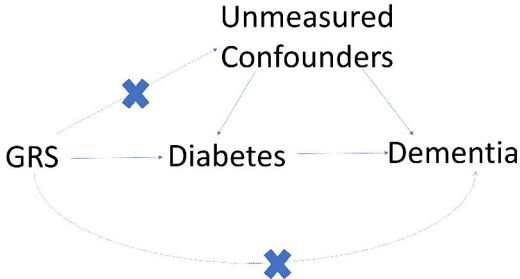 Unmeasured
Confounders
GRS
Diabetes
Dementia